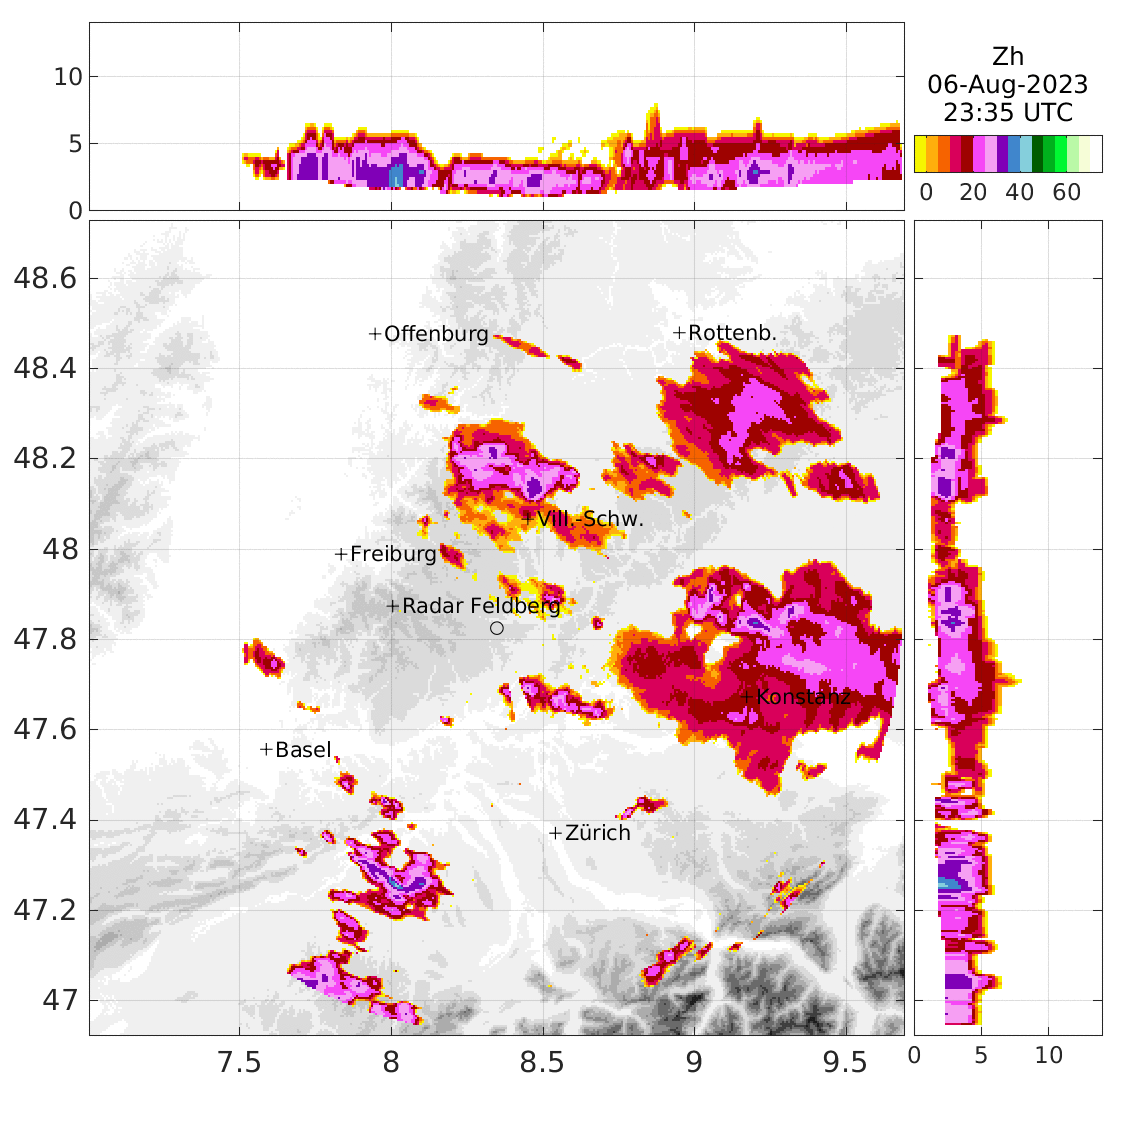 10
5
0
Zh
06-Aug-2023
23:35 UTC
0 20 40 60
48.6
48.4
48.2
48
47.8
47.6
47.4
47.2
47
+Offenburg
+Rottenb.
+Vill.-Schw.
+Freiburg
+Radar Feldberg
+Konstanz
+Basel
+Zürich
7.5 8 8.5 9 9.5
0 5 10